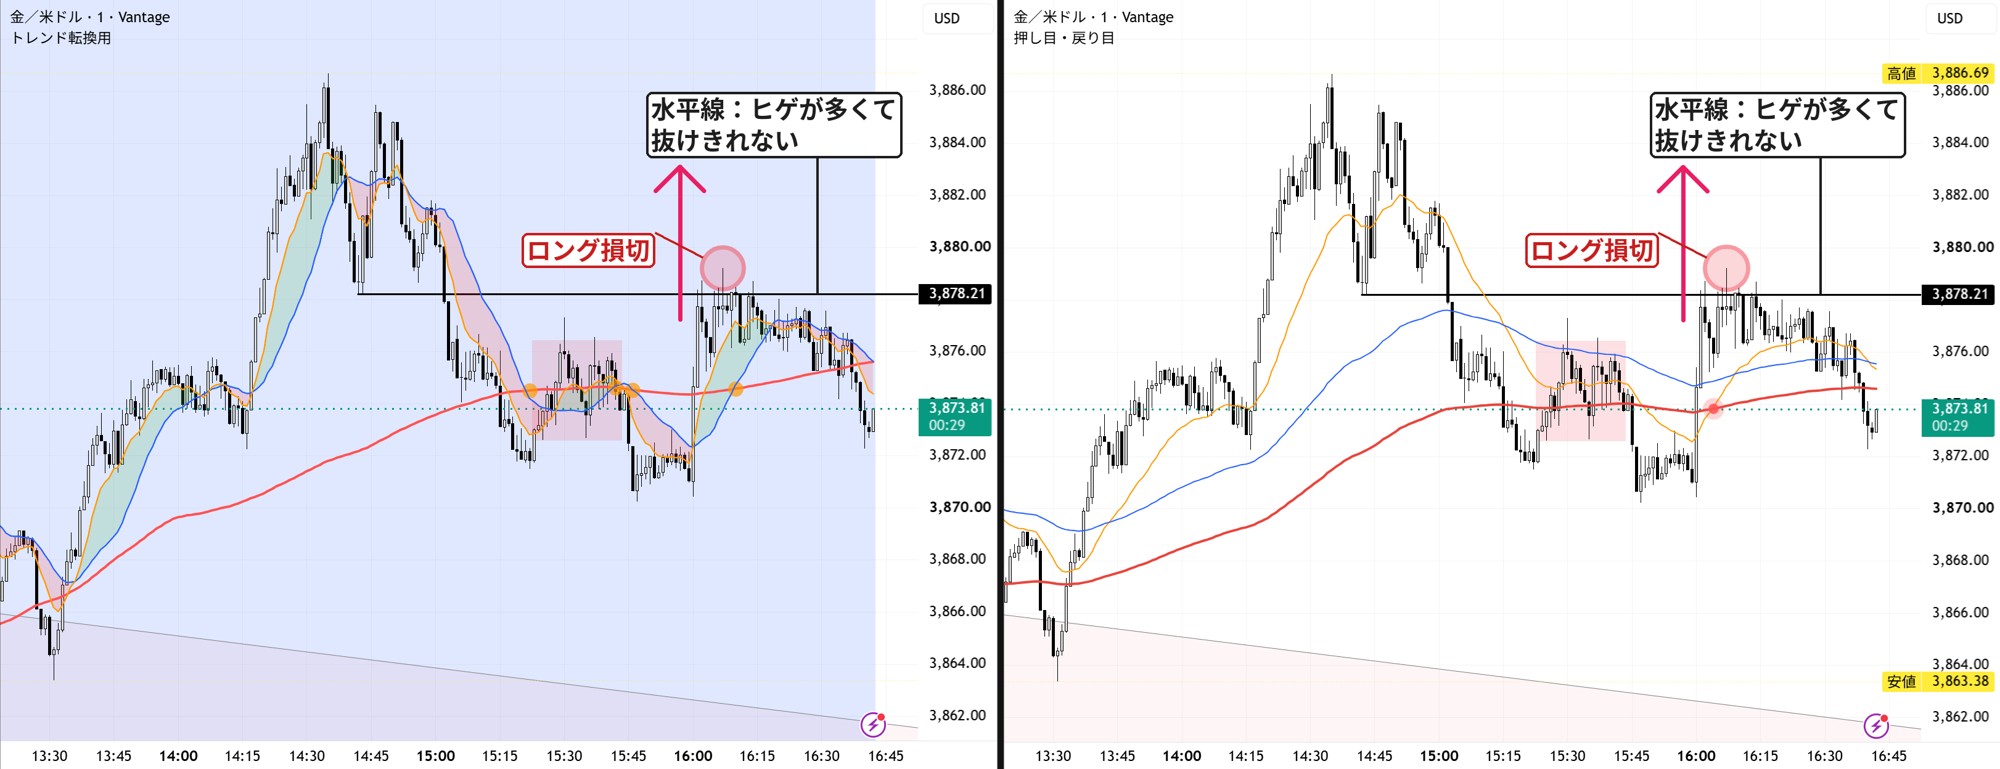 金／米ドル・1・Vantage
トレンド転換用
USD
水平線：ヒゲが多くて
抜けきれない
ロング損切
3,886.00
3,884.00
3,882.00
3,880.00
3,878.21
3,876.00
3,873.81
00:29
3,872.00
3,870.00
3,868.00
3,866.00
3,864.00
3,862.00
13:30 13:45 14:00 14:15 14:30 14:45 15:00 15:15 15:30 15:45 16:00 16:15 16:30 16:45
金／米ドル・1・Vantage
押し目・戻り目
USD
水平線：ヒゲが多くて
抜けきれない
ロング損切
高値 3,886.69
3,886.00
3,884.00
3,882.00
3,880.00
3,878.21
3,876.00
3,873.81
00:29
3,872.00
3,870.00
3,868.00
3,866.00
3,864.00
安値 3,863.38
3,862.00
13:30 13:45 14:00 14:15 14:30 14:45 15:00 15:15 15:30 15:45 16:00 16:15 16:30 16:45